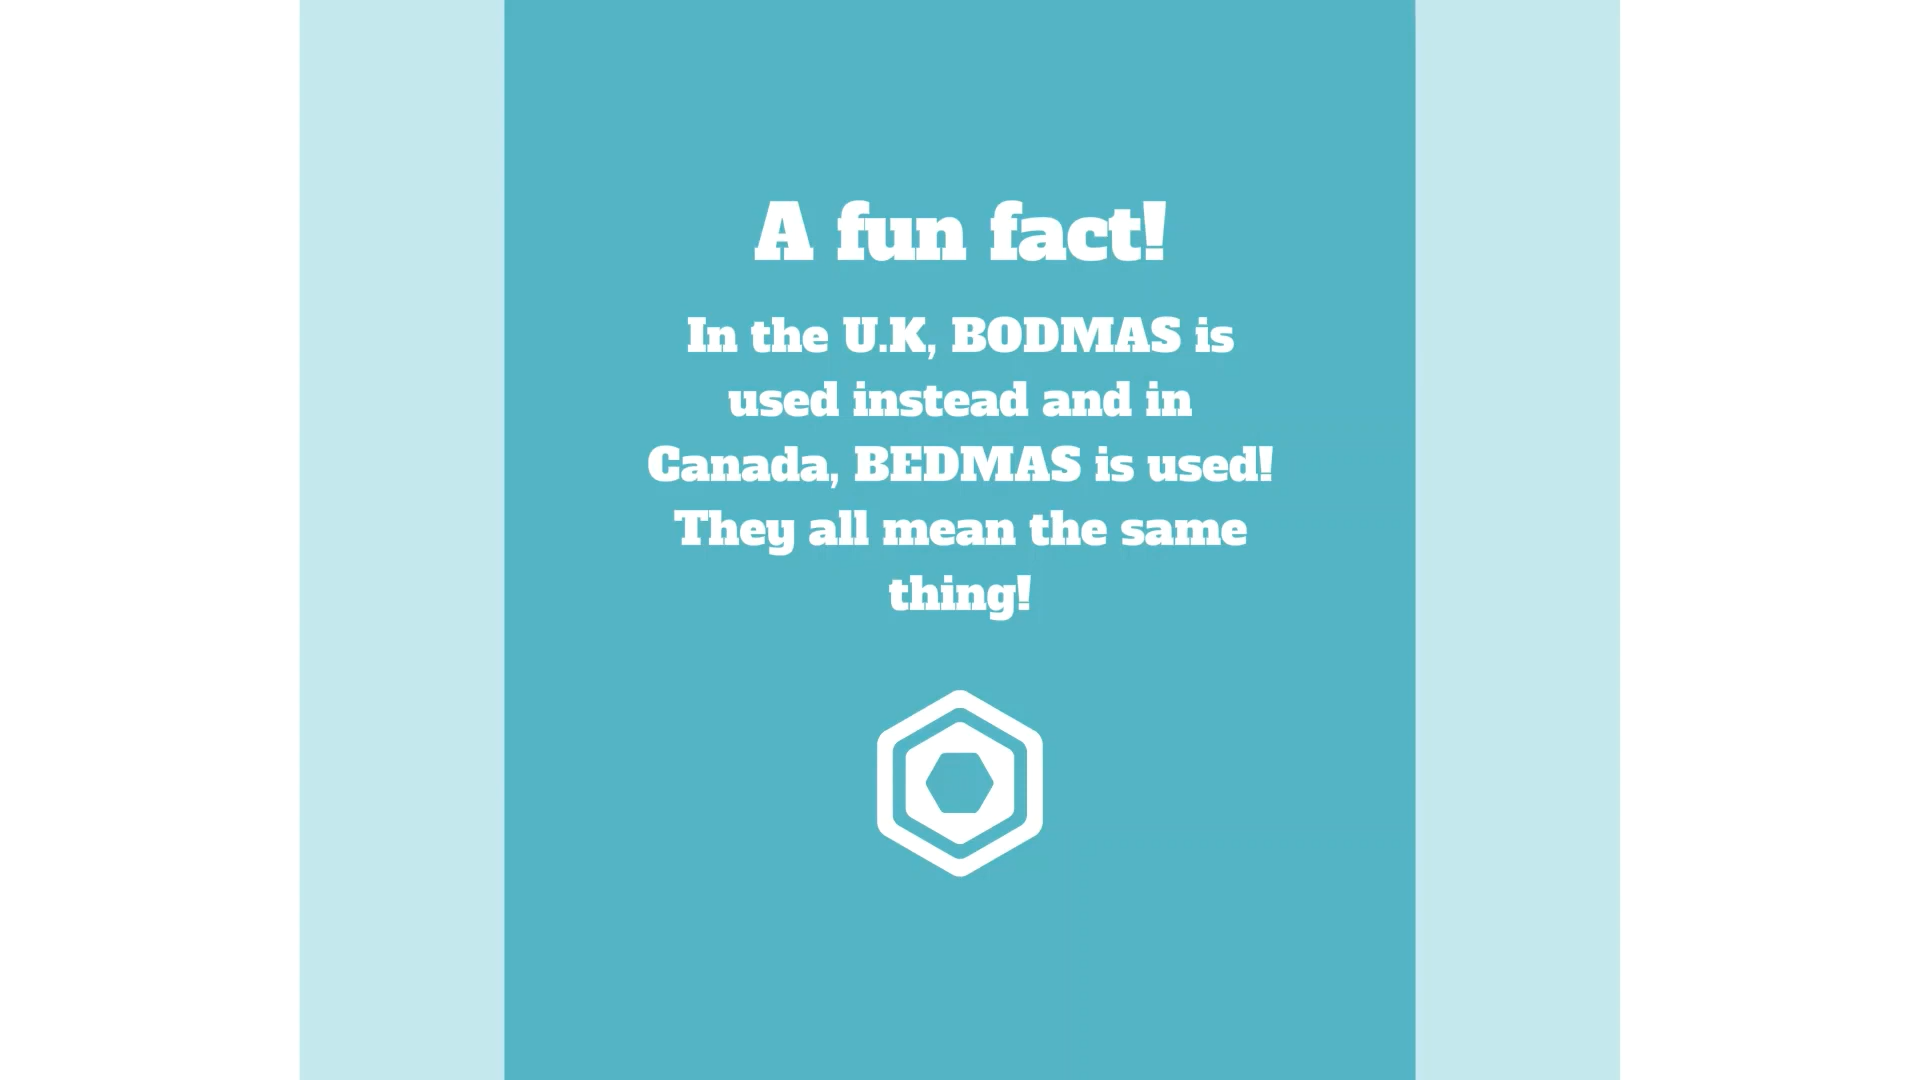 A fun fact!
In the U.K, BODMAS is
used instead and in
Canada, BEDMAS is used!
They all mean the same
thing!